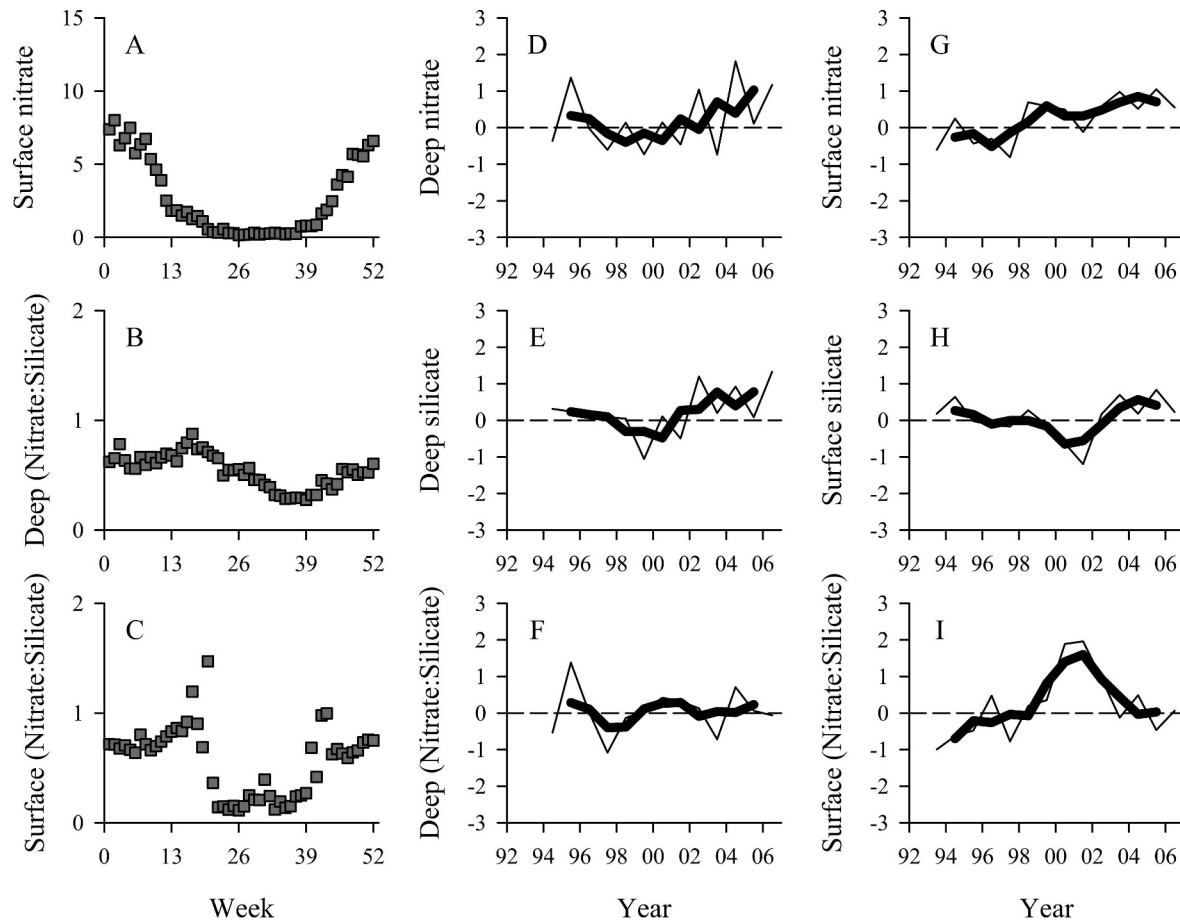 15
10
5
0
Surface nitrate
A
0 13 26 39 52
3
2
1
0
-1
-2
-3
Deep nitrate
D
92 94 96 98 00 02 04 06
3
2
1
0
-1
-2
-3
Surface nitrate
G
92 94 96 98 00 02 04 06
2
1
0
Deep (Nitrate:Silicate)
B
0 13 26 39 52
3
2
1
0
-1
-2
-3
Deep silicate
E
92 94 96 98 00 02 04 06
3
2
1
0
-1
-2
-3
Surface silicate
H
92 94 96 98 00 02 04 06
2
1
0
Surface (Nitrate:Silicate)
C
0 13 26 39 52
Week
3
2
1
0
-1
-2
-3
Deep (Nitrate:Silicate)
F
92 94 96 98 00 02 04 06
Year
3
2
1
0
-1
-2
-3
Surface (Nitrate:Silicate)
I
92 94 96 98 00 02 04 06
Year